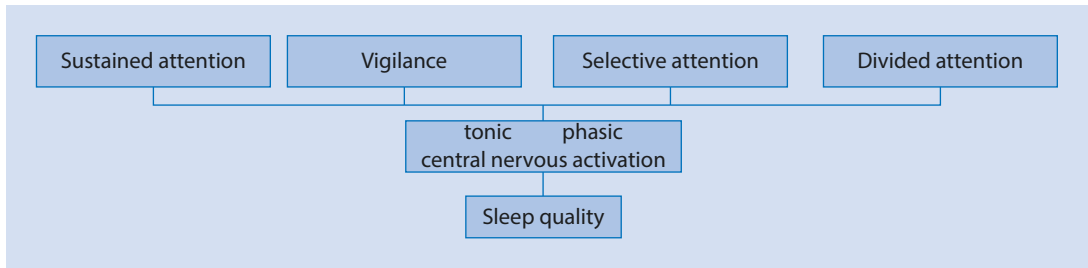 Sustained attention
Vigilance
Selective attention
Divided attention
tonic phasic
central nervous activation
Sleep quality